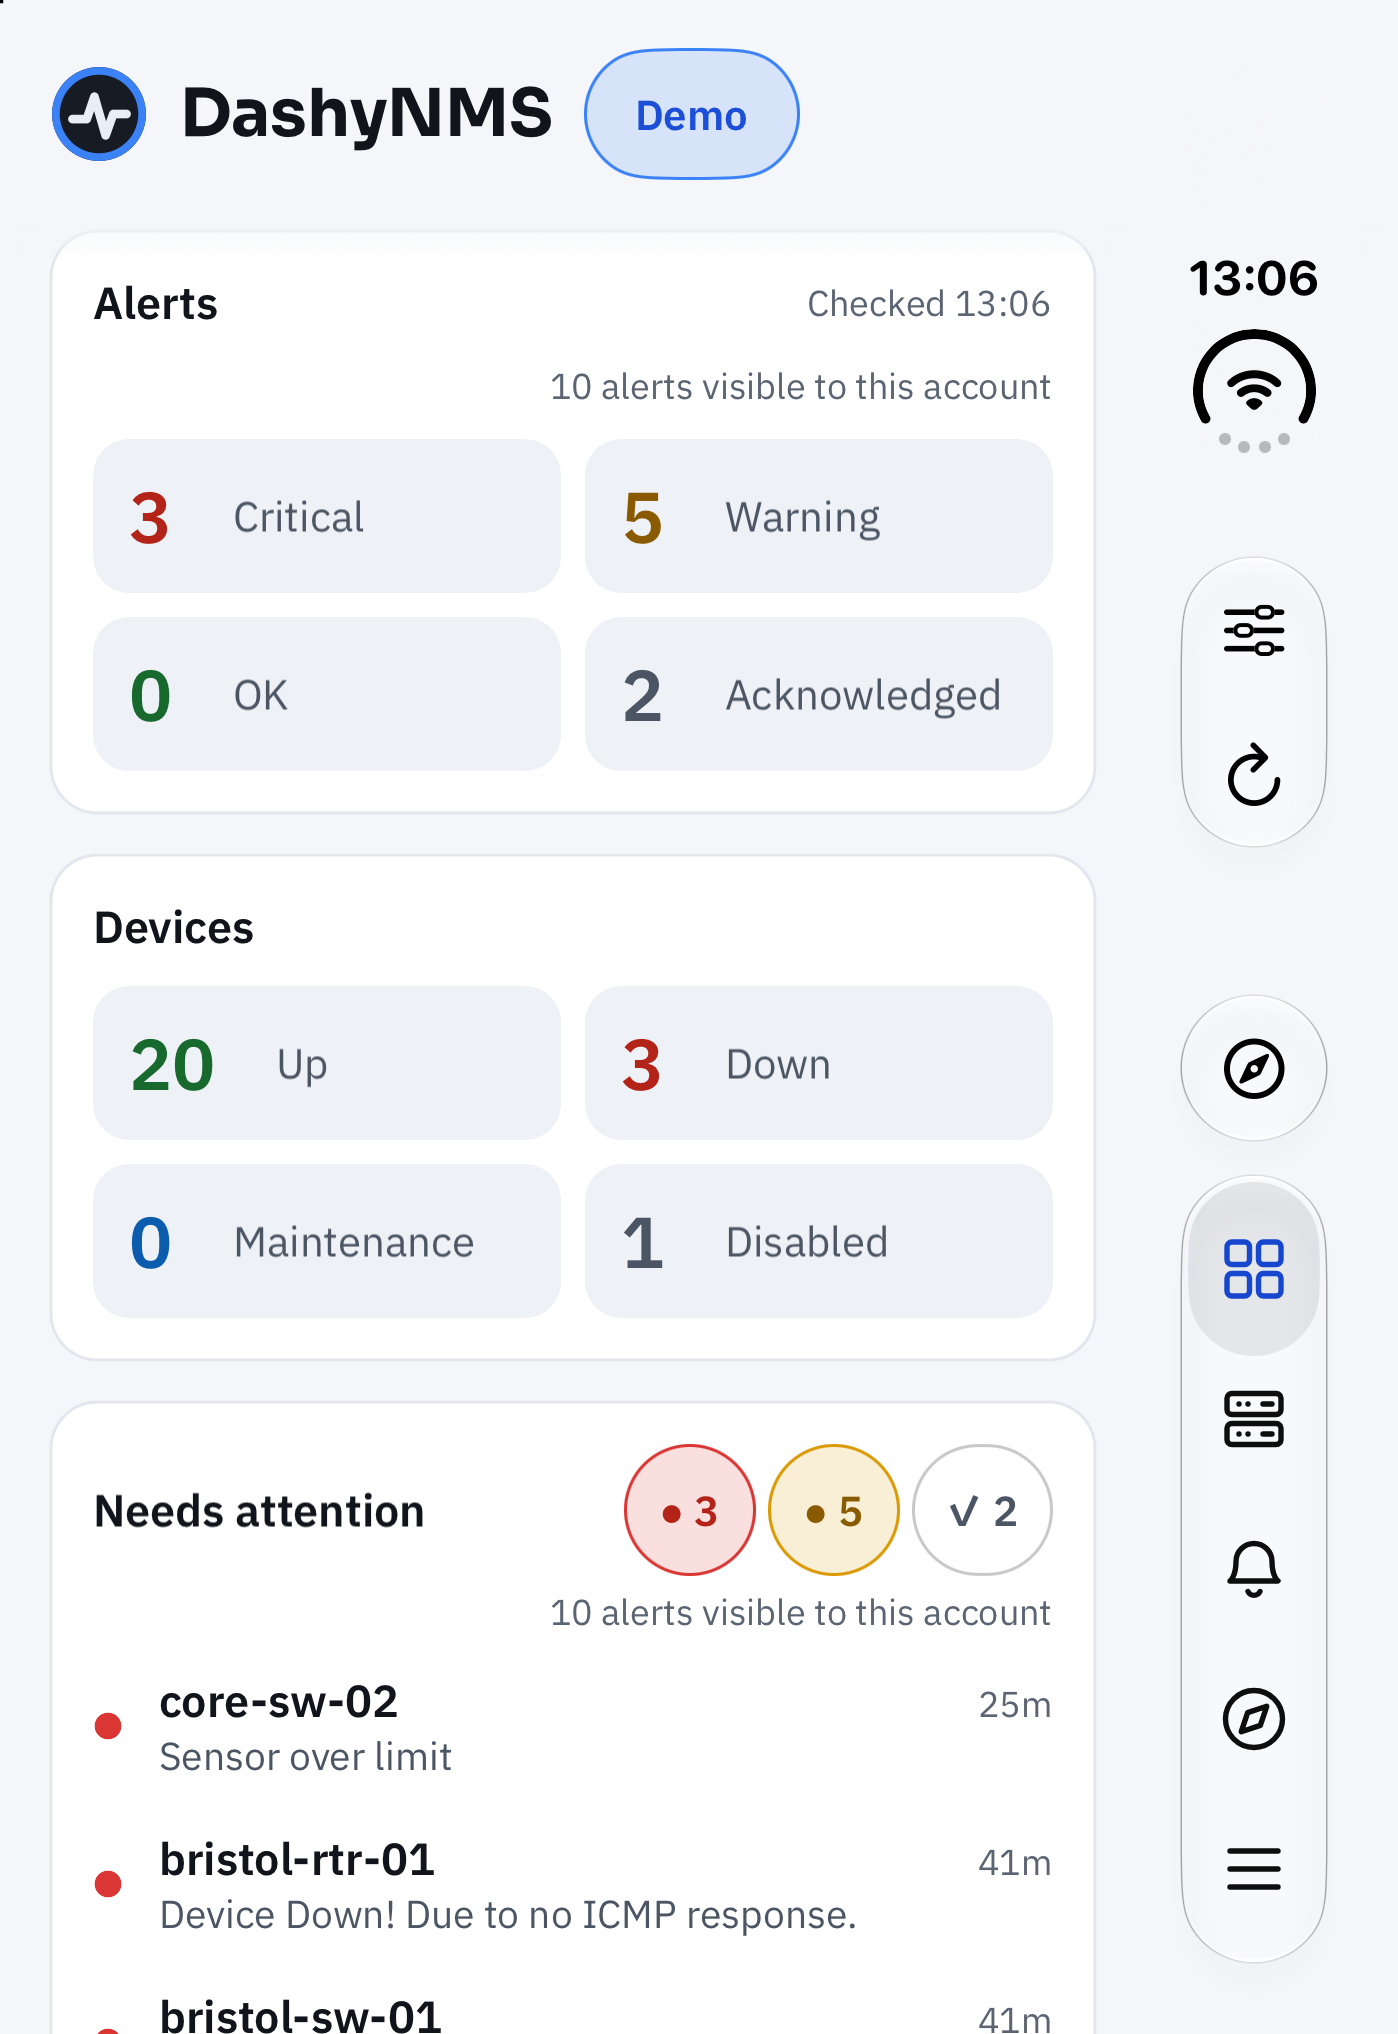 DashyNMS
Demo
13:06
Alerts
Checked 13:06
10 alerts visible to this account
3 Critical
5 Warning
0 OK
2 Acknowledged
Devices
20 Up
3 Down
0 Maintenance
1 Disabled
Needs attention
● 3
● 5
✓ 2
10 alerts visible to this account
core-sw-02
25m
Sensor over limit
bristol-rtr-01
41m
Device Down! Due to no ICMP response.
bristol-sw-01
41m